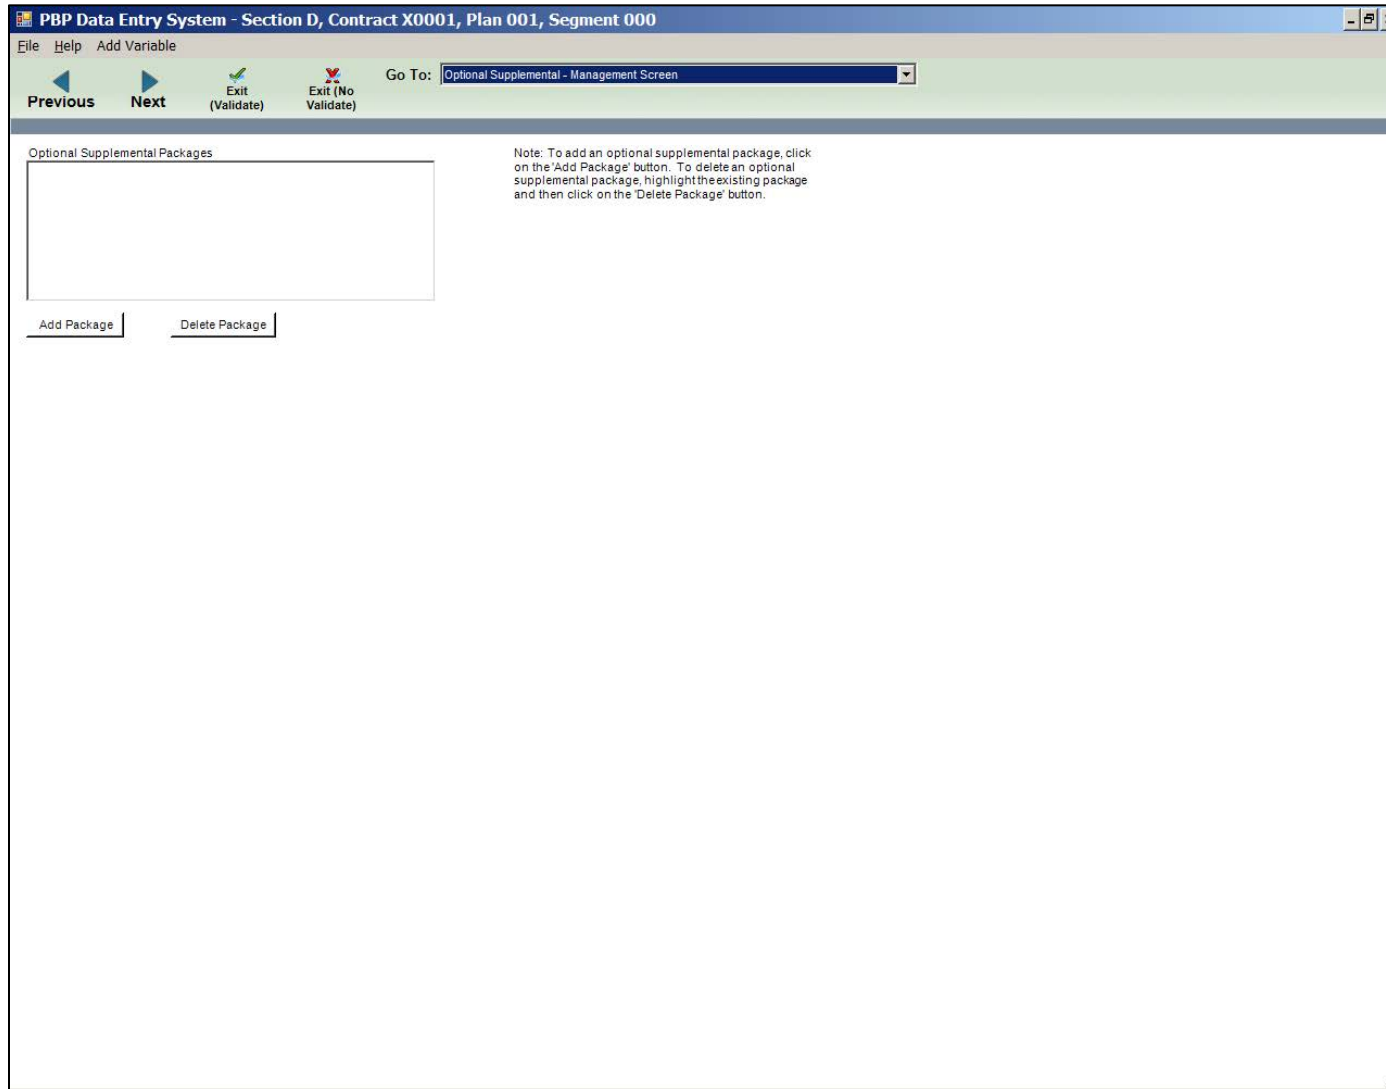 PBP Data Entry System - Section D, Contract X0001, Plan 001, Segment 000
File Help Add Variable
Previous
Next
Exit
(Validate)
Exit (No
Validate)
Go To:
Optional Supplemental - Management Screen
Optional Supplemental Packages
Note: To add an optional supplemental package, click
on the 'Add Package' button. To delete an optional
supplemental package, highlight the existing package
and then click on the 'Delete Package' button.
Add Package
Delete Package